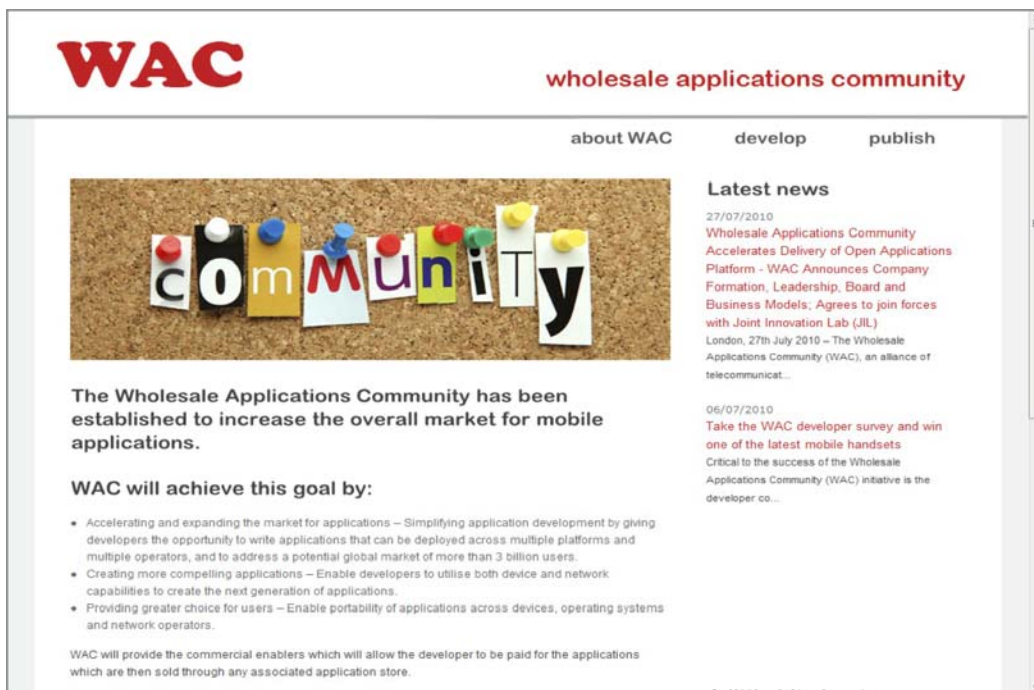 WAC
wholesale applications community
about WAC develop publish
comMuniTy
The Wholesale Applications Community has been
established to increase the overall market for mobile
applications.
WAC will achieve this goal by:
• Accelerating and expanding the market for applications – Simplifying application development by giving
developers the opportunity to write applications that can be deployed across multiple platforms and
multiple operators, and to address a potential global market of more than 3 billion users.
• Creating more compelling applications – Enable developers to utilise both device and network
capabilities to create the next generation of applications.
• Providing greater choice for users – Enable portability of applications across devices, operating systems
and network operators.
WAC will provide the commercial enablers which will allow the developer to be paid for the applications
which are then sold through any associated application store.
Latest news
27/07/2010
Wholesale Applications Community
Accelerates Delivery of Open Applications
Platform - WAC Announces Company
Formation, Leadership, Board and
Business Models; Agrees to join forces
with Joint Innovation Lab (JIL)
London, 27th July 2010 – The Wholesale
Applications Community (WAC), an alliance of
telecommunicat...
06/07/2010
Take the WAC developer survey and win
one of the latest mobile handsets
Critical to the success of the Wholesale
Applications Community (WAC) initiative is the
developer co...